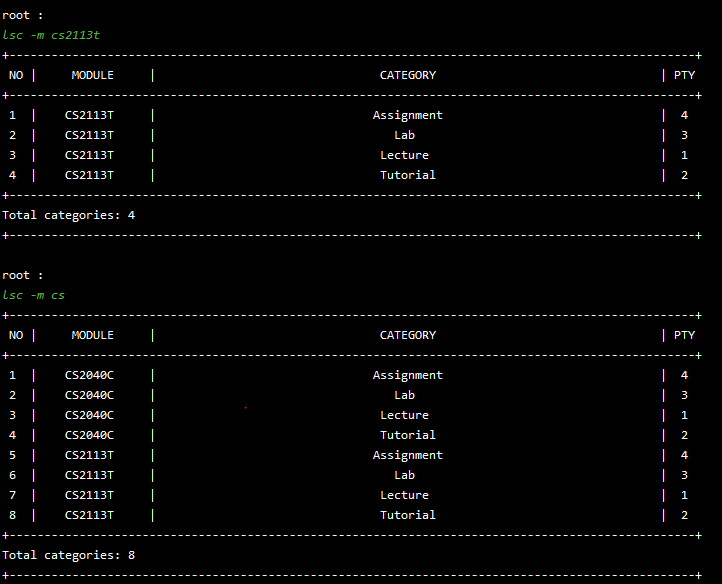 root :
lsc -m cs2113t
+--------------------------------------------------------------------------------------------------+
NO | MODULE | CATEGORY | PTY
+--------------------------------------------------------------------------------------------------+
1 | CS2113T | Assignment | 4
2 | CS2113T | Lab | 3
3 | CS2113T | Lecture | 1
4 | CS2113T | Tutorial | 2
+--------------------------------------------------------------------------------------------------+
Total categories: 4
+--------------------------------------------------------------------------------------------------+
root :
lsc -m cs
+--------------------------------------------------------------------------------------------------+
NO | MODULE | CATEGORY | PTY
+--------------------------------------------------------------------------------------------------+
1 | CS2040C | Assignment | 4
2 | CS2040C | Lab | 3
3 | CS2040C | Lecture | 1
4 | CS2040C | Tutorial | 2
5 | CS2113T | Assignment | 4
6 | CS2113T | Lab | 3
7 | CS2113T | Lecture | 1
8 | CS2113T | Tutorial | 2
+--------------------------------------------------------------------------------------------------+
Total categories: 8
+--------------------------------------------------------------------------------------------------+